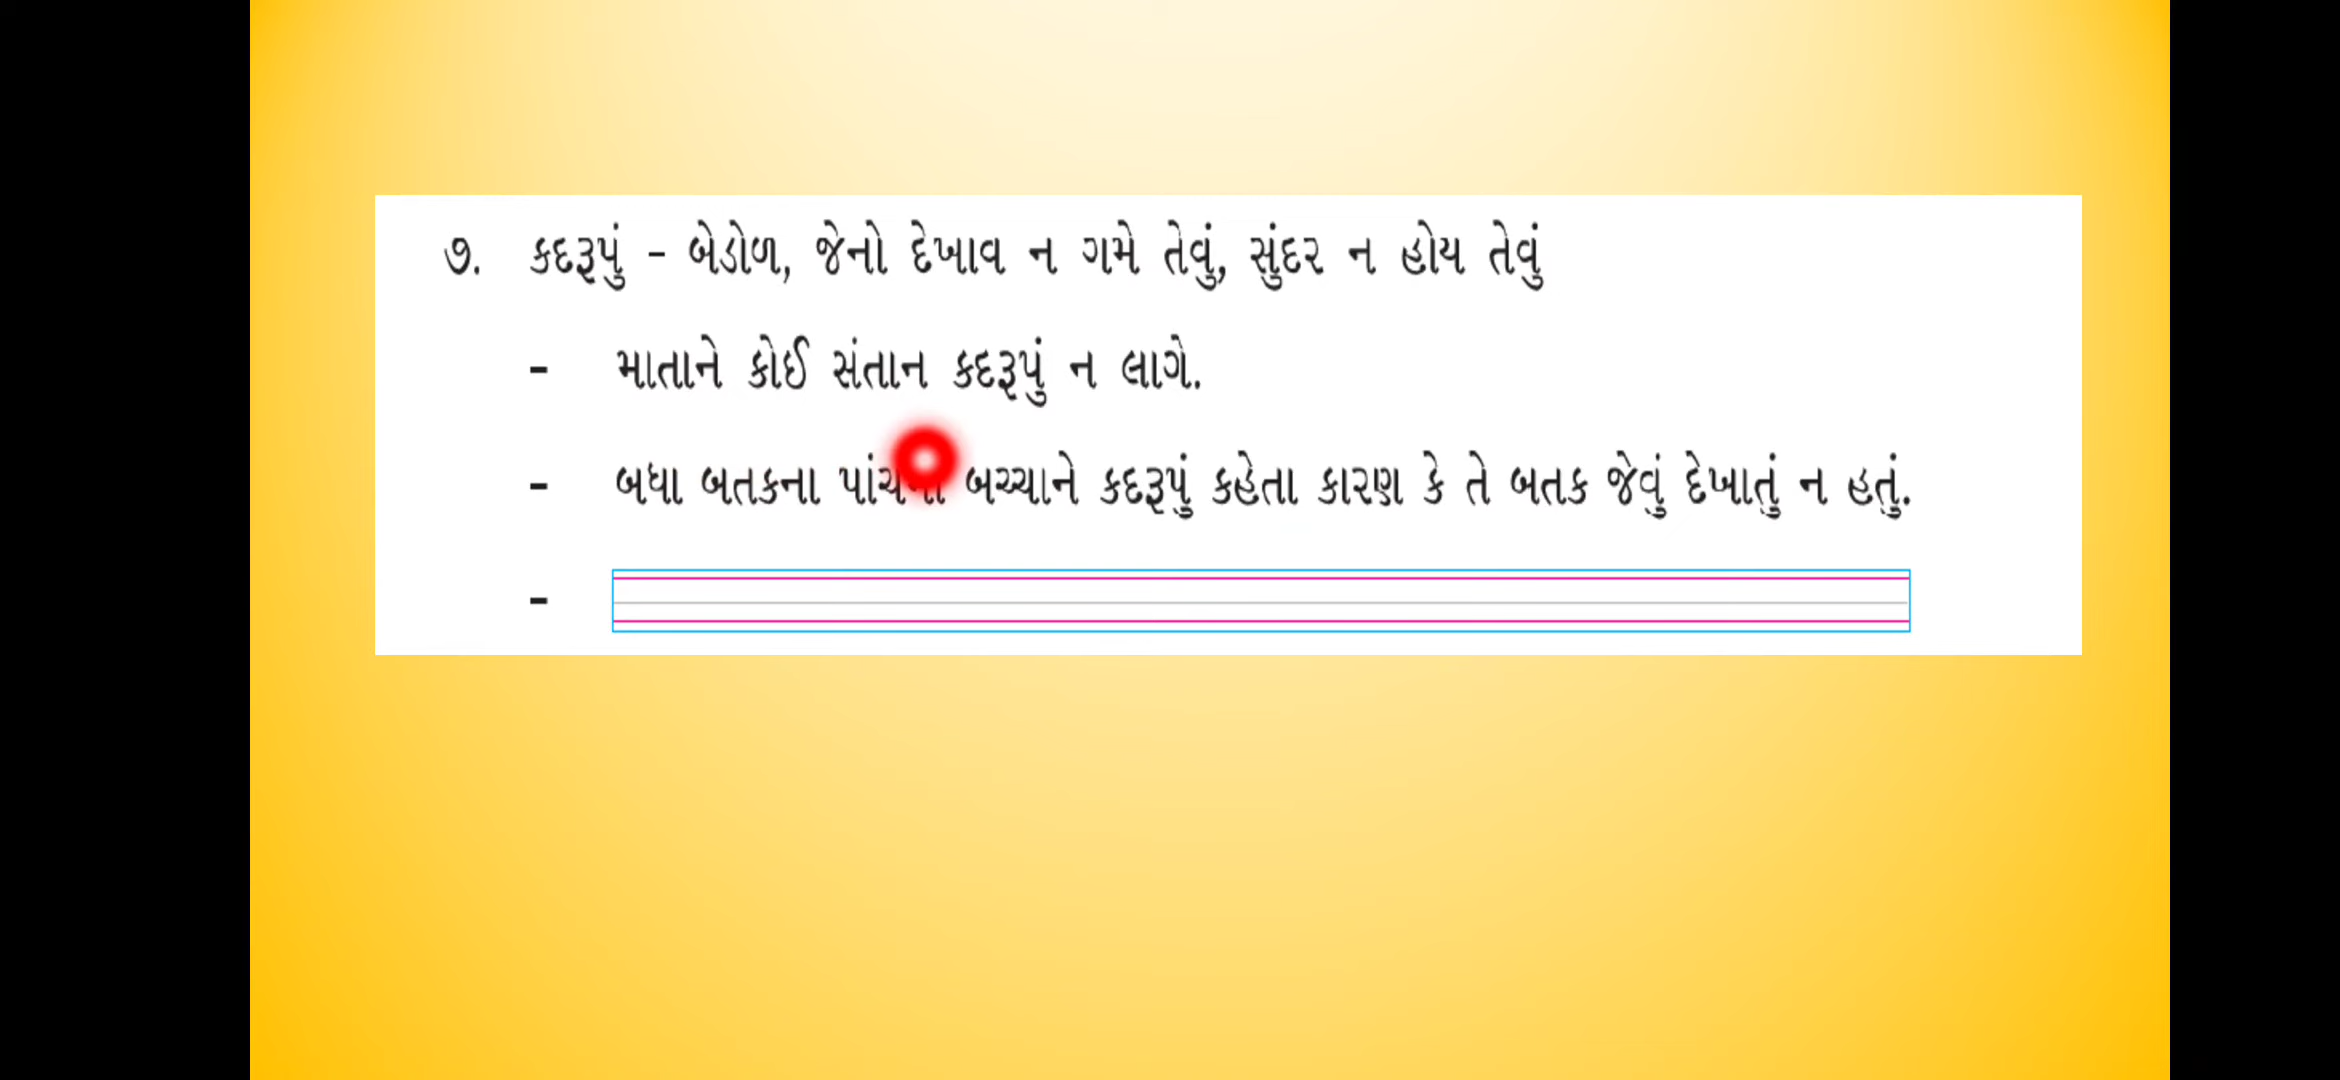 ૭. કદરૂપું - બેડોળ, જેનો દેખાવ ન ગમે તેવું, સુંદર ન હોય તેવું
- માતાને કોઈ સંતાન કદરૂપું ન લાગે.
- બધા બતકના બચ્ચાને કદરૂપું કહેતા કારણ કે તે બતક જેવું દેખાતું ન હતું.
-